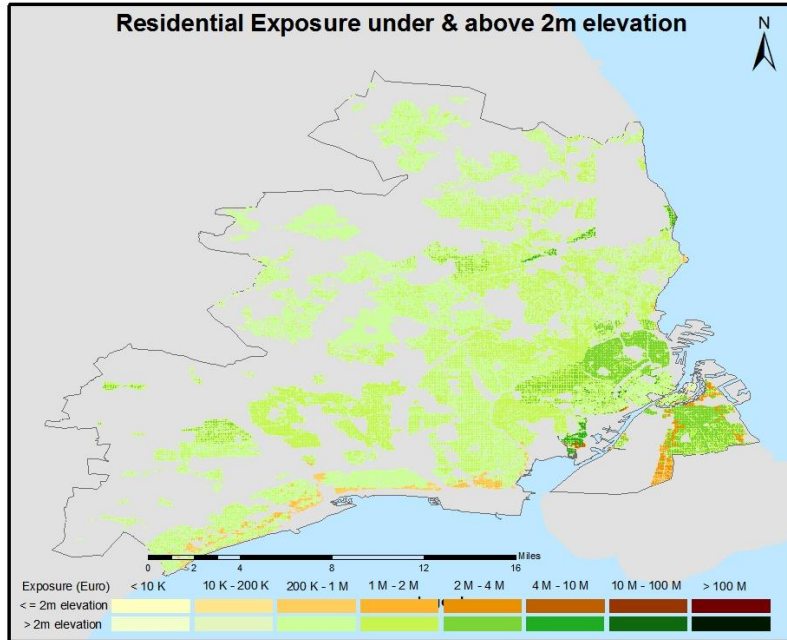 Residential Exposure under & above 2m elevation
N
Miles
0 2 4 8 12 16
Exposure (Euro) < 10 K 10 K - 200 K 200 K - 1 M 1 M - 2 M 2 M - 4 M 4 M - 10 M 10 M - 100 M > 100 M
< = 2m elevation
> 2m elevation